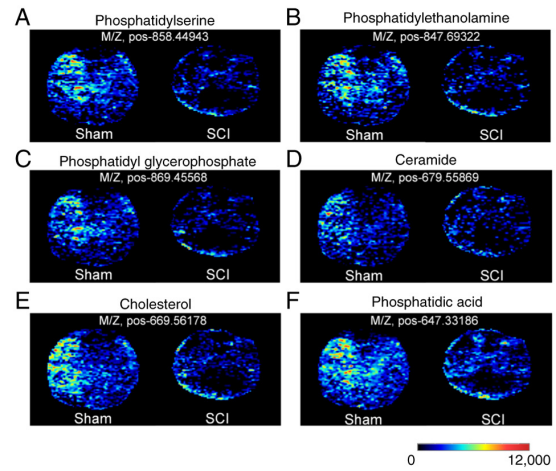 A
Phosphatidylserine
M/Z, pos-858.44943
Sham
SCI
B
Phosphatidylethanolamine
M/Z, pos-847.69322
Sham
SCI
C
Phosphatidyl glycerophosphate
M/Z, pos-869.45568
Sham
SCI
D
Ceramide
M/Z, pos-679.55869
Sham
SCI
E
Cholesterol
M/Z, pos-669.56178
Sham
SCI
F
Phosphatidic acid
M/Z, pos-647.33186
Sham
SCI
0
12,000